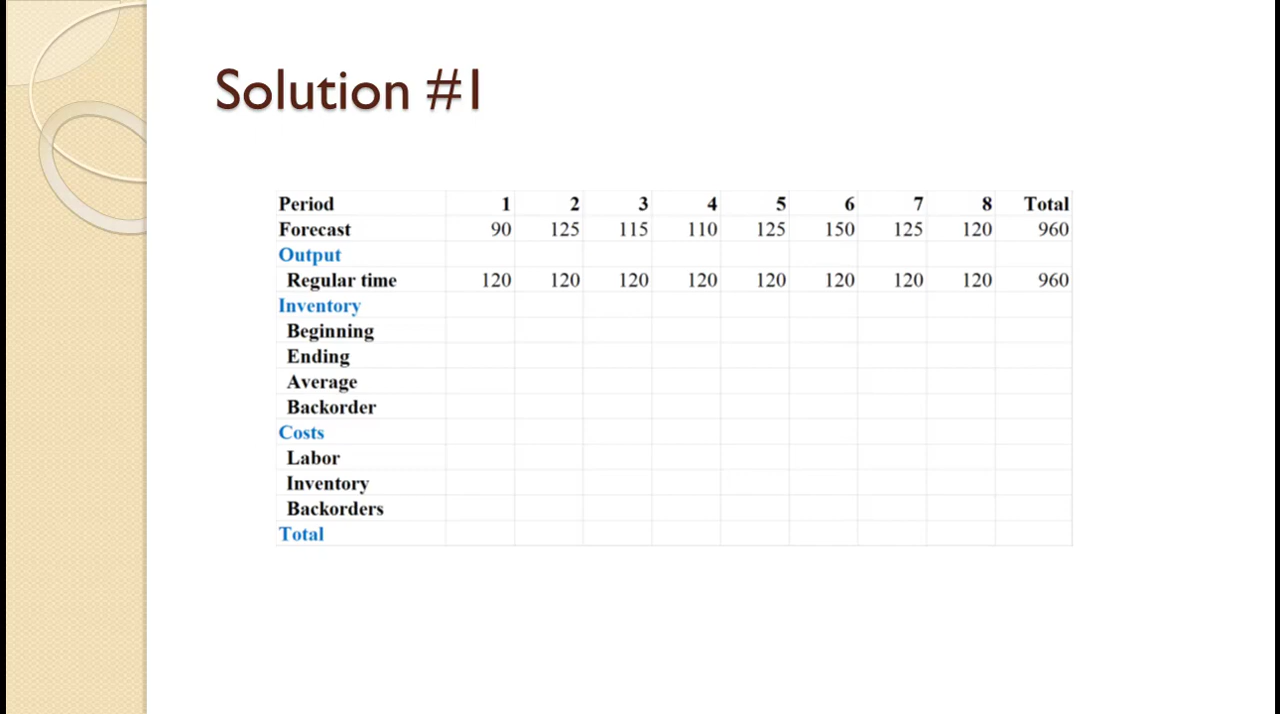 Solution #1
Period 1 2 3 4 5 6 7 8 Total
Forecast 90 125 115 110 125 150 125 120 960
Output
Regular time 120 120 120 120 120 120 120 120 960
Inventory
Beginning
Ending
Average
Backorder
Costs
Labor
Inventory
Backorders
Total